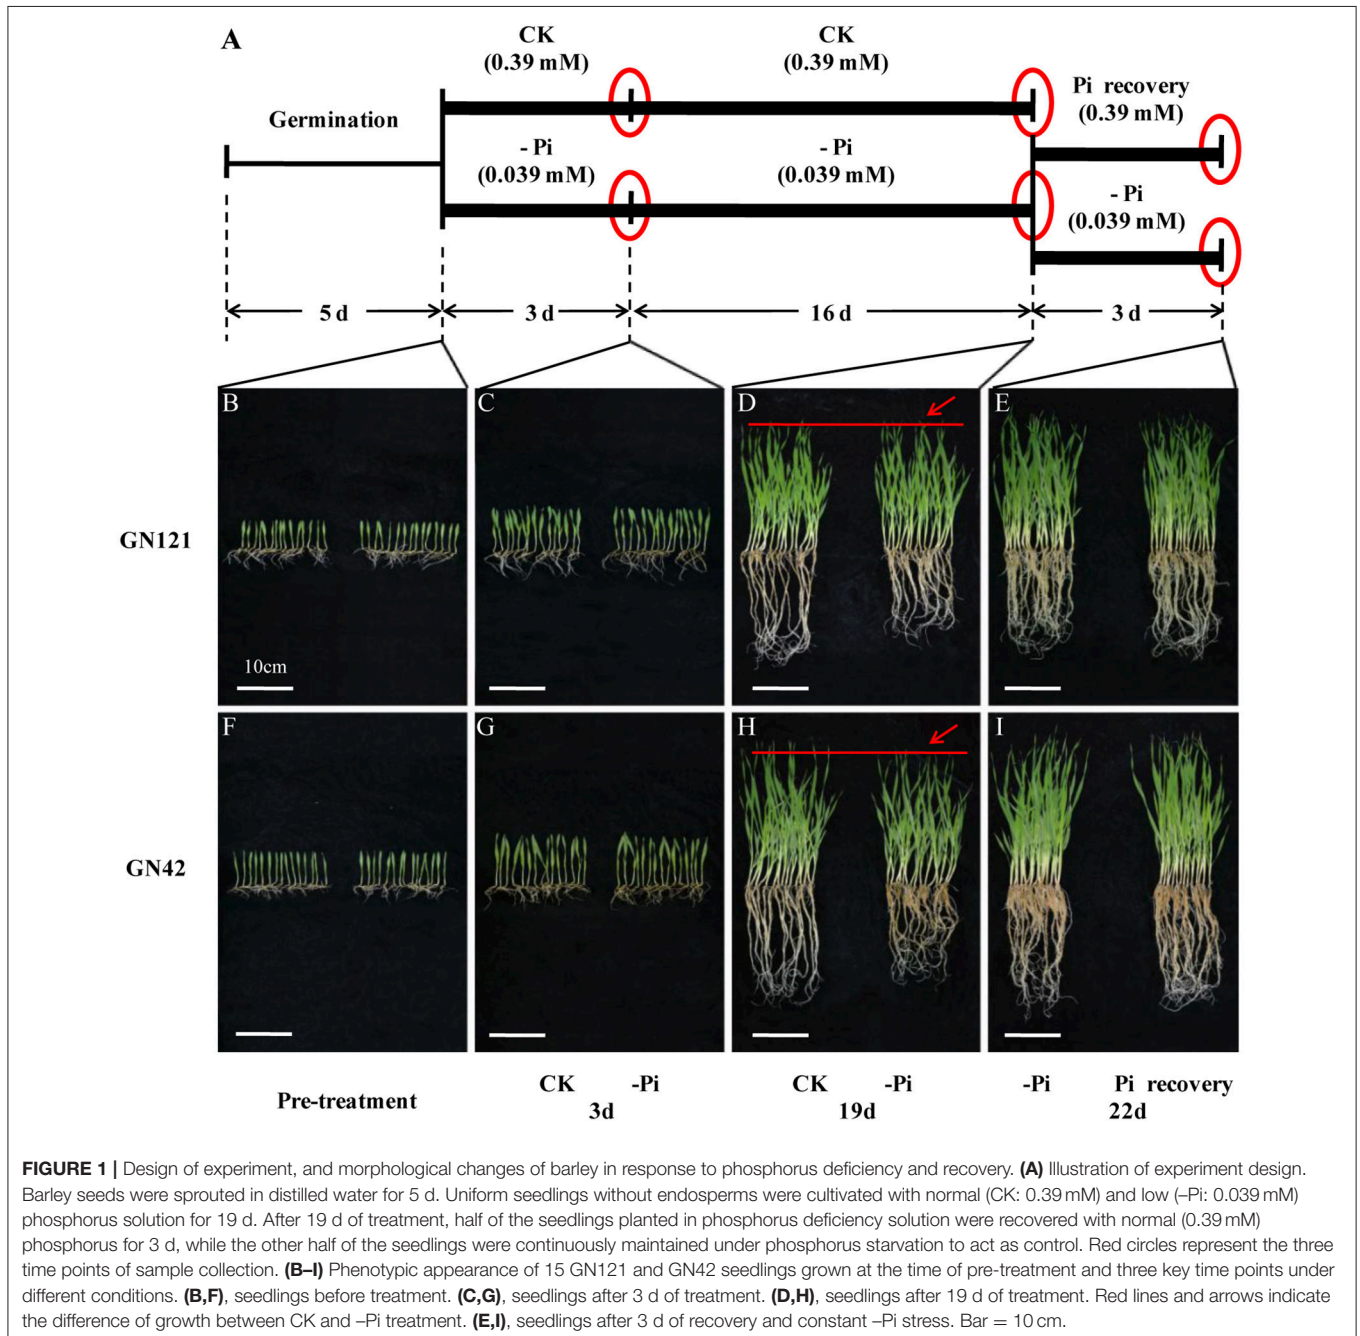 A
CK
(0.39 mM)
CK
(0.39 mM)
Pi recovery
(0.39 mM)
Germination
- Pi
(0.039 mM)
- Pi
(0.039 mM)
- Pi
(0.039 mM)
5 d
3 d
16 d
3 d
B
C
D
E
GN121
10cm
F
G
H
I
GN42
CK -Pi
CK -Pi
-Pi Pi recovery
Pre-treatment
3d
19d
22d
FIGURE 1 | Design of experiment, and morphological changes of barley in response to phosphorus deficiency and recovery. (A) Illustration of experiment design.
Barley seeds were sprouted in distilled water for 5 d. Uniform seedlings without endosperms were cultivated with normal (CK: 0.39 mM) and low (–Pi: 0.039 mM)
phosphorus solution for 19 d. After 19 d of treatment, half of the seedlings planted in phosphorus deficiency solution were recovered with normal (0.39 mM)
phosphorus for 3 d, while the other half of the seedlings were continuously maintained under phosphorus starvation to act as control. Red circles represent the three
time points of sample collection. (B–I) Phenotypic appearance of 15 GN121 and GN42 seedlings grown at the time of pre-treatment and three key time points under
different conditions. (B,F), seedlings before treatment. (C,G), seedlings after 3 d of treatment. (D,H), seedlings after 19 d of treatment. Red lines and arrows indicate
the difference of growth between CK and –Pi treatment. (E,I), seedlings after 3 d of recovery and constant –Pi stress. Bar = 10 cm.